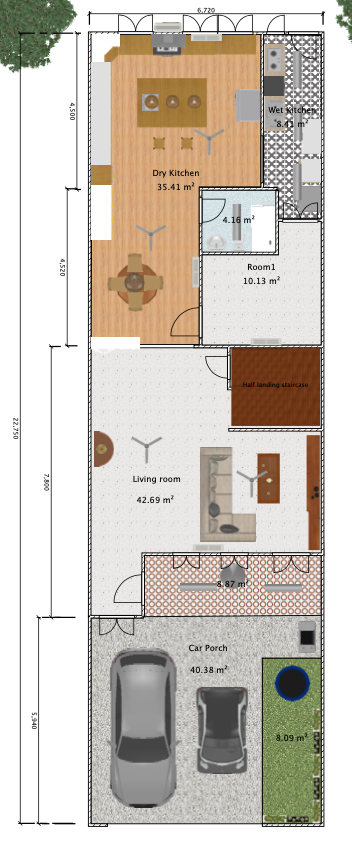 6,720
4,500
Wet Kitchen
8.41 m²
Dry Kitchen
35.41 m²
4.16 m²
4,520
Room1
10.13 m²
Half landing staircase
22,750
7,800
Living room
42.69 m²
8.87 m²
Car Porch
40.38 m²
5,940
8.09 m²